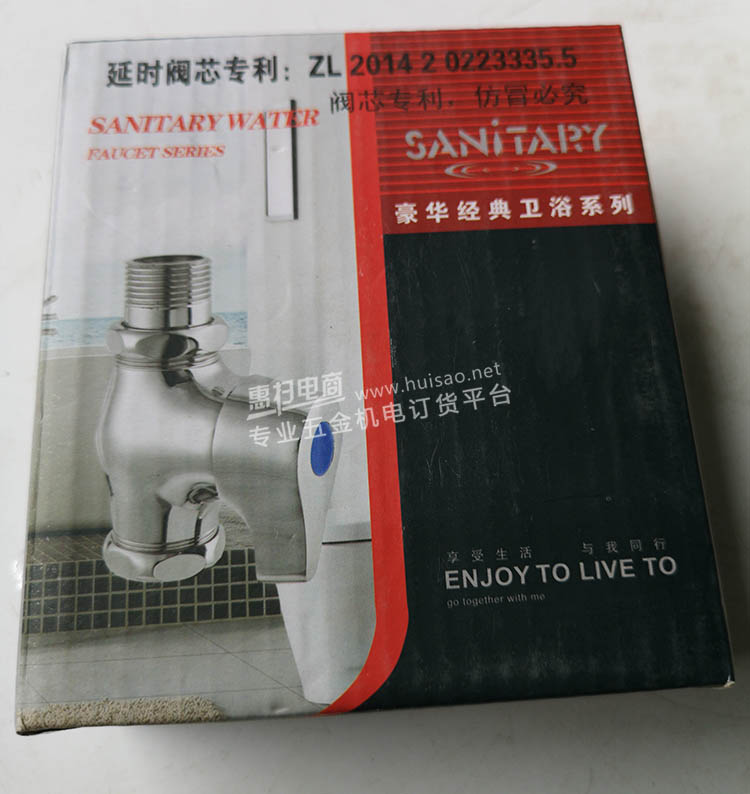 延时阀芯专利：ZL 2014 2 0223335.5
阀芯专利，仿冒必究
SANITARY WATER
FAUCET SERIES
SANiTARY
豪华经典卫浴系列
惠扫电商 www.huisao.net
专业五金机电订货平台
享受生活 与我同行
ENJOY TO LIVE TO
go together with me